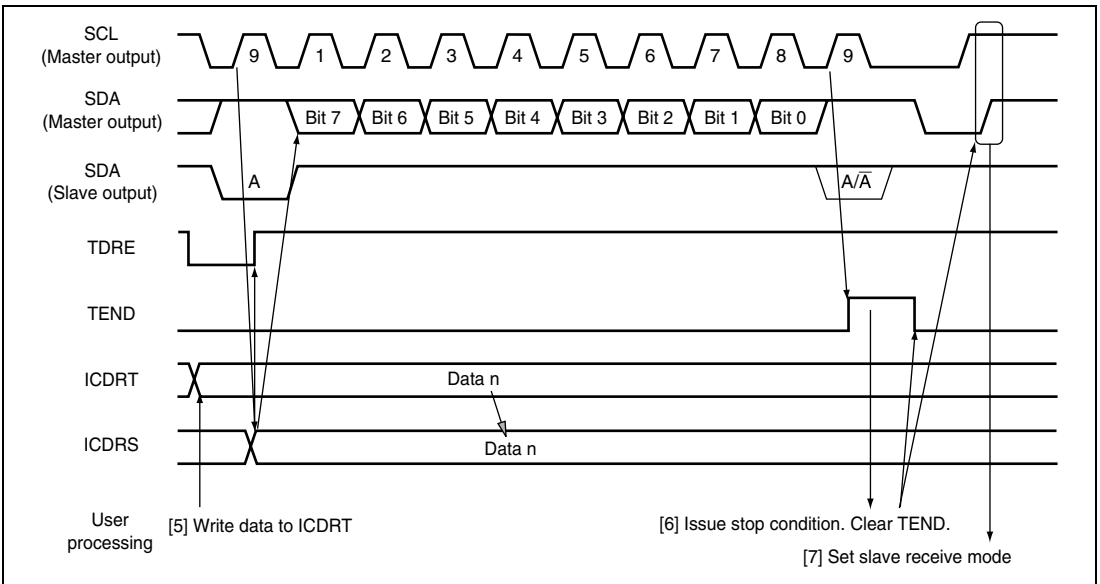 SCL
(Master output)
9 1 2 3 4 5 6 7 8 9
SDA
(Master output)
Bit 7 Bit 6 Bit 5 Bit 4 Bit 3 Bit 2 Bit 1 Bit 0
SDA
(Slave output)
A A/A̅
TDRE
TEND
ICDRT
Data n
ICDRS
Data n
User
processing
[5] Write data to ICDRT
[6] Issue stop condition. Clear TEND.
[7] Set slave receive mode